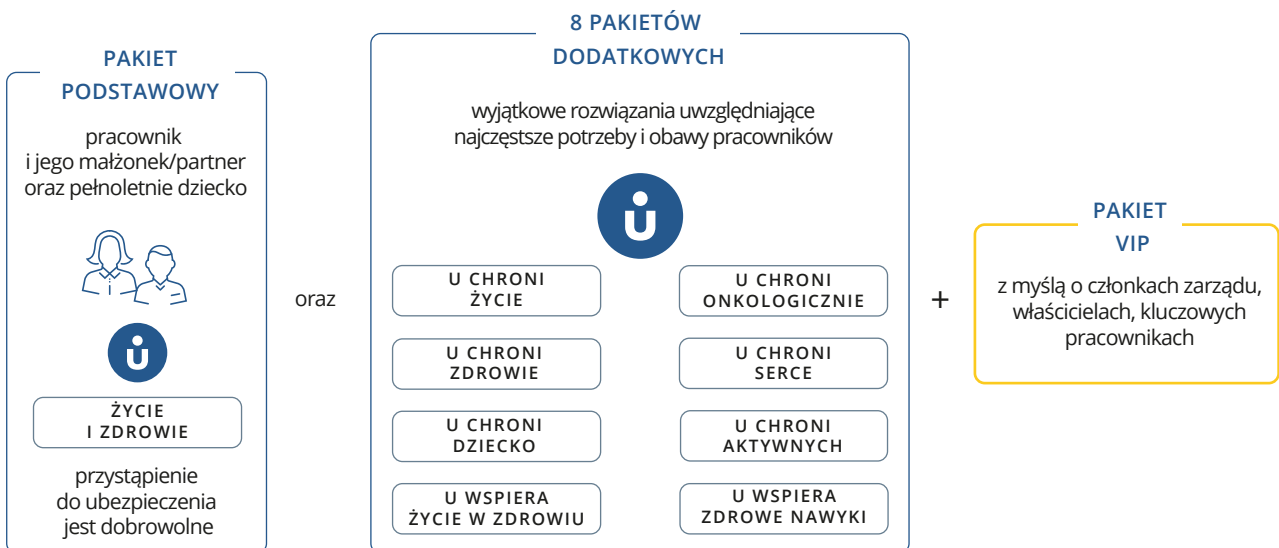 PAKIET
PODSTAWOWY
pracownik
i jego małżonek/partner
oraz pełnoletnie dziecko
u
ŻYCIE
I ZDROWIE
przystąpienie
do ubezpieczenia
jest dobrowolne
oraz
8 PAKIETÓW
DODATKOWYCH
wyjątkowe rozwiązania uwzględniające
najczęstsze potrzeby i obawy pracowników
u
U CHRONI
ŻYCIE
U CHRONI
ONKOLOGICZNIE
U CHRONI
ZDROWIE
U CHRONI
SERCE
U CHRONI
DZIECKO
U CHRONI
AKTYWNYCH
U WSPIERA
ŻYCIE W ZDROWIU
U WSPIERA
ZDROWE NAWYKI
+
PAKIET
VIP
z myślą o członkach zarządu,
właścicielach, kluczowych
pracownikach